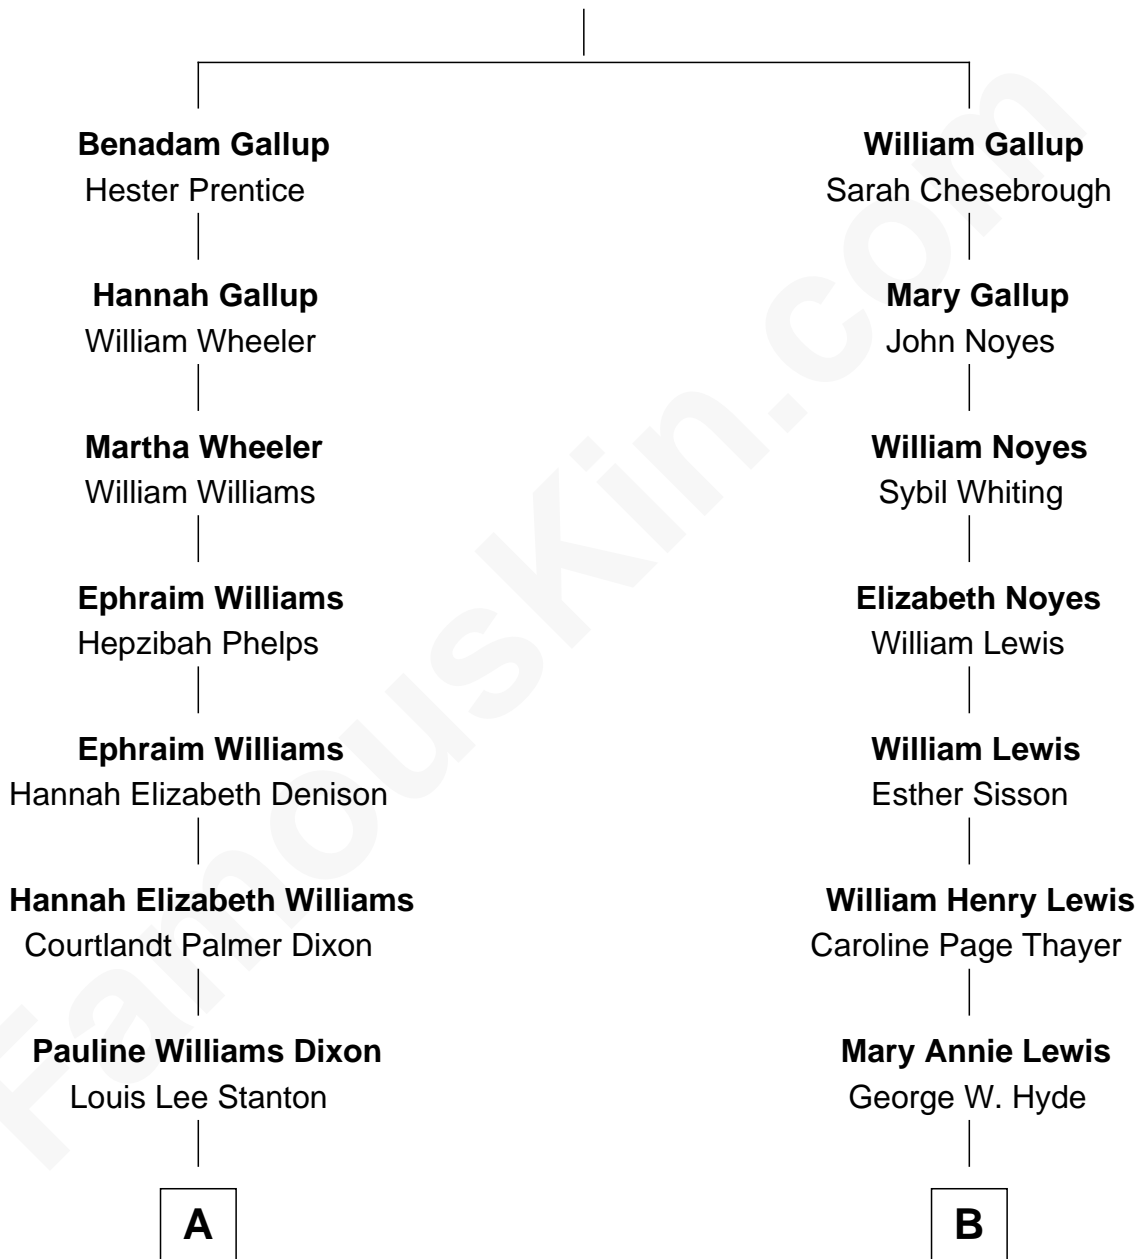 Benadam Gallup
Hester Prentice
Hannah Gallup
William Wheeler
Martha Wheeler
William Williams
Ephraim Williams
Hepzibah Phelps
Ephraim Williams
Hannah Elizabeth Denison
Hannah Elizabeth Williams
Courtlandt Palmer Dixon
Pauline Williams Dixon
Louis Lee Stanton
A
William Gallup
Sarah Chesebrough
Mary Gallup
John Noyes
William Noyes
Sybil Whiting
Elizabeth Noyes
William Lewis
William Lewis
Esther Sisson
William Henry Lewis
Caroline Page Thayer
Mary Annie Lewis
George W. Hyde
B
FamousKin.com